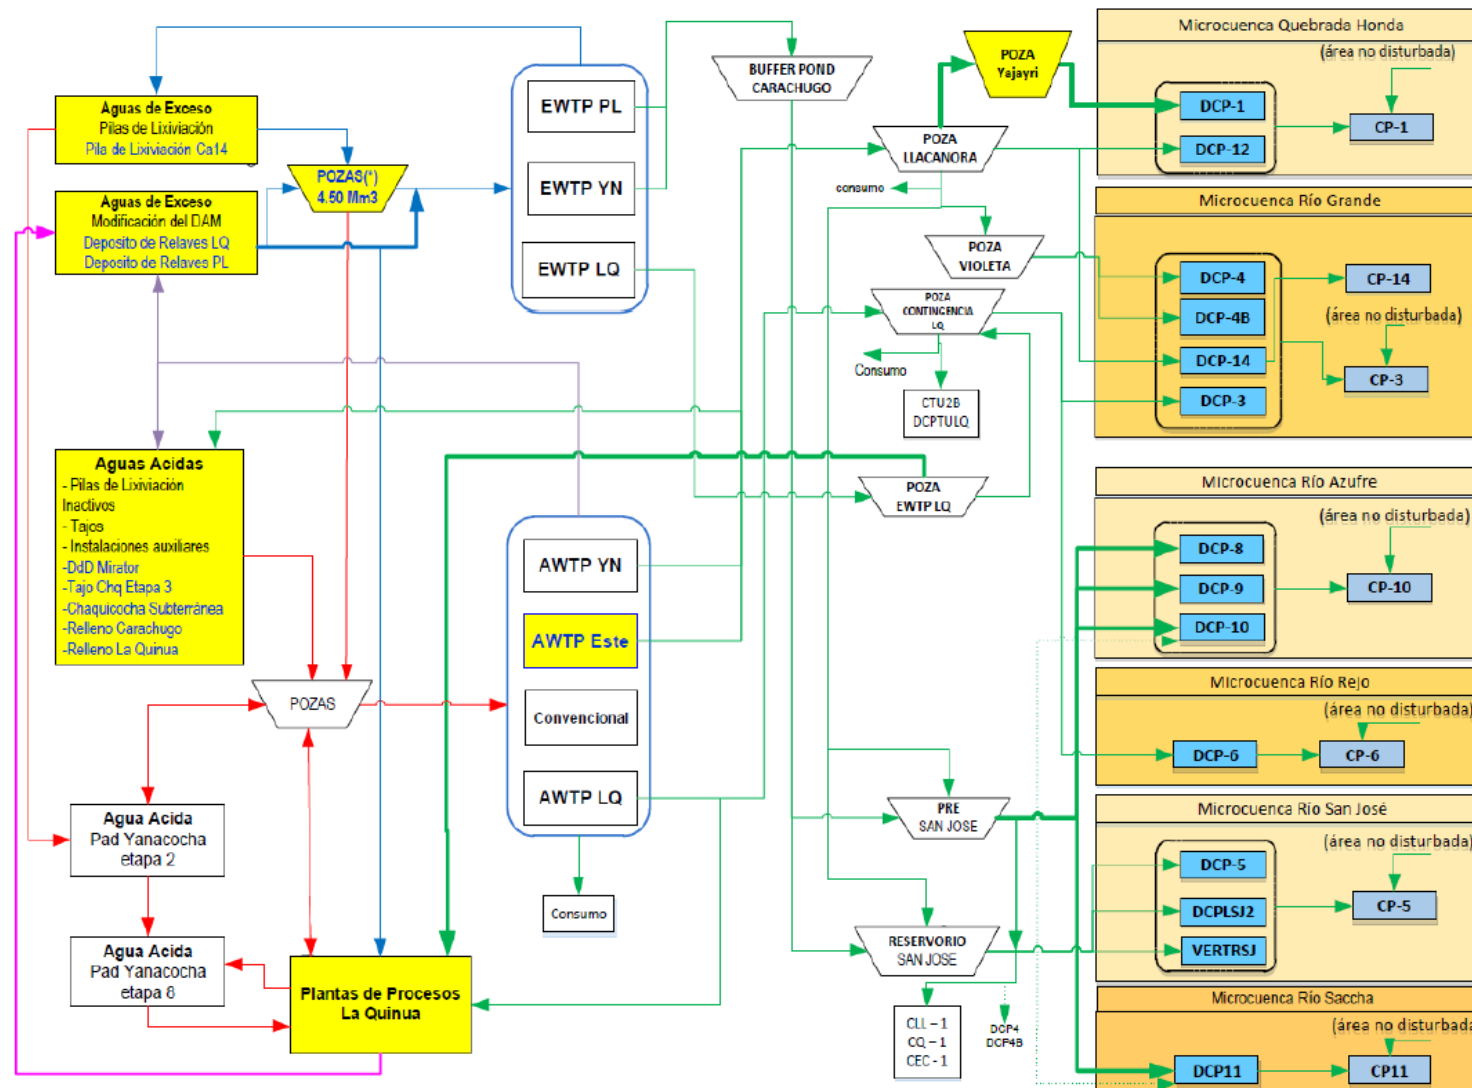 Aguas de Exceso
Pilas de Lixiviación
Pila de Lixiviación Ca14
Aguas de Exceso
Modificación del DAM
Deposito de Relaves LQ
Deposito de Relaves PL
POZAS(*)
4.50 Mm3
Aguas Acidas
- Pilas de Lixiviación
Inactivos
- Tajos
- Instalaciones auxiliares
-DdD Mirator
-Tajo Chq Etapa 3
-Chaquicocha Subterránea
-Relleno Carachugo
-Relleno La Quinua
POZAS
Agua Acida
Pad Yanacocha
etapa 2
Agua Acida
Pad Yanacocha
etapa 8
Plantas de Procesos
La Quinua
EWTP PL
EWTP YN
EWTP LQ
AWTP YN
AWTP Este
Convencional
AWTP LQ
Consumo
BUFFER POND
CARACHUGO
POZA
Yajayri
POZA
LLACANORA
consumo
POZA
VIOLETA
POZA
CONTINGENCIA
LQ
Consumo
CTU2B
DCPTULQ
POZA
EWTP LQ
PRE
SAN JOSE
RESERVORIO
SAN JOSE
CLL – 1
CQ – 1
CEC - 1
DCP4
DCP4B
Microcuenca Quebrada Honda
(área no disturbada)
DCP-1
DCP-12
CP-1
Microcuenca Río Grande
DCP-4
DCP-4B
DCP-14
DCP-3
CP-14
(área no disturbada)
CP-3
Microcuenca Río Azufre
(área no disturbada)
DCP-8
DCP-9
DCP-10
CP-10
Microcuenca Río Rejo
(área no disturbada)
DCP-6
CP-6
Microcuenca Río San José
(área no disturbada)
DCP-5
DCPLSJ2
VERTRSJ
CP-5
Microcuenca Río Saccha
(área no disturbada)
DCP11
CP11